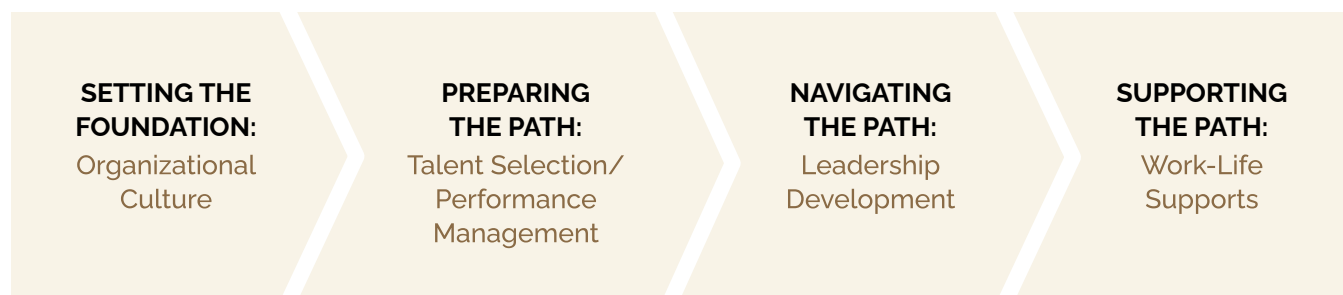 SETTING THE
FOUNDATION:
Organizational
Culture
PREPARING
THE PATH:
Talent Selection/
Performance
Management
NAVIGATING
THE PATH:
Leadership
Development
SUPPORTING
THE PATH:
Work-Life
Supports